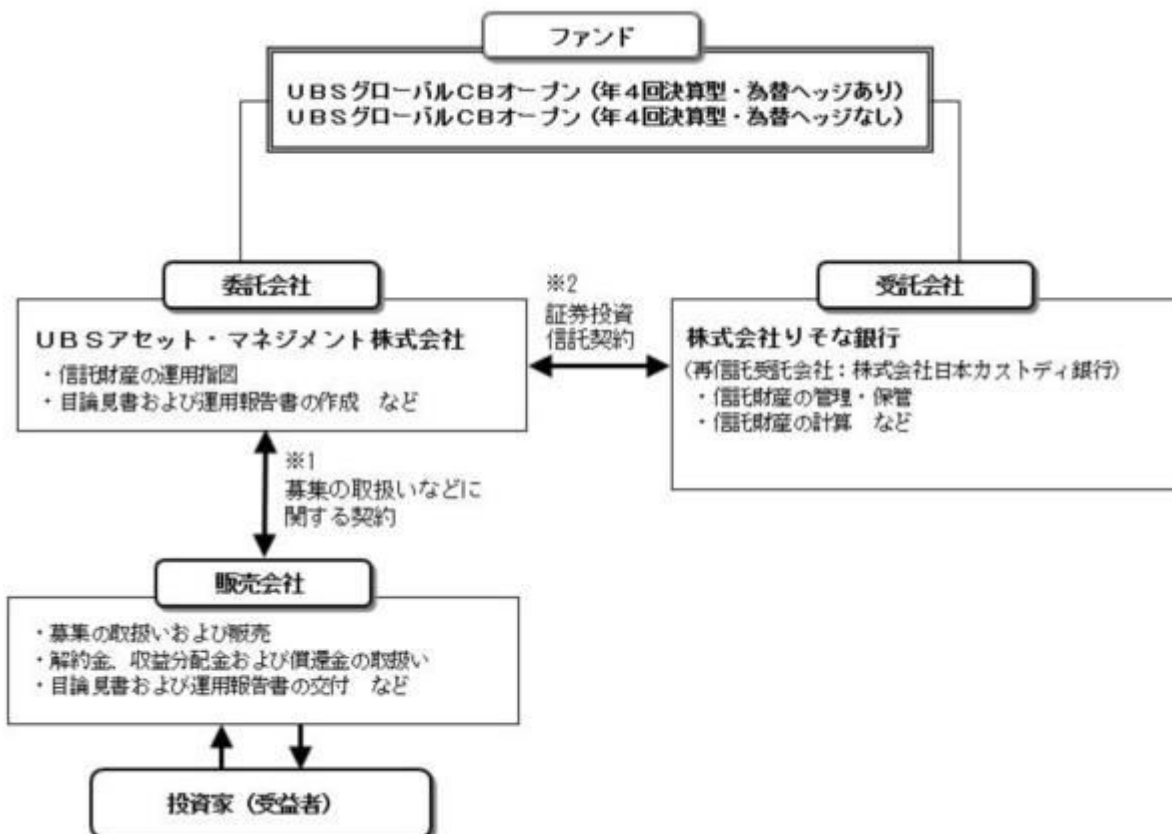 ファンド
ＵＢＳグローバルＣＢオープン（年４回決算型・為替ヘッジあり）
ＵＢＳグローバルＣＢオープン（年４回決算型・為替ヘッジなし）
委託会社
ＵＢＳアセット・マネジメント株式会社
・信託財産の運用指図
・目論見書および運用報告書の作成　など
※2
証券投資
信託契約
受託会社
株式会社りそな銀行
（再信託受託会社：株式会社日本カストディ銀行）
・信託財産の管理・保管
・信託財産の計算　など
※1
募集の取扱いなどに
関する契約
販売会社
・募集の取扱いおよび販売
・解約金、収益分配金および償還金の取扱い
・目論見書および運用報告書の交付　など
投資家（受益者）